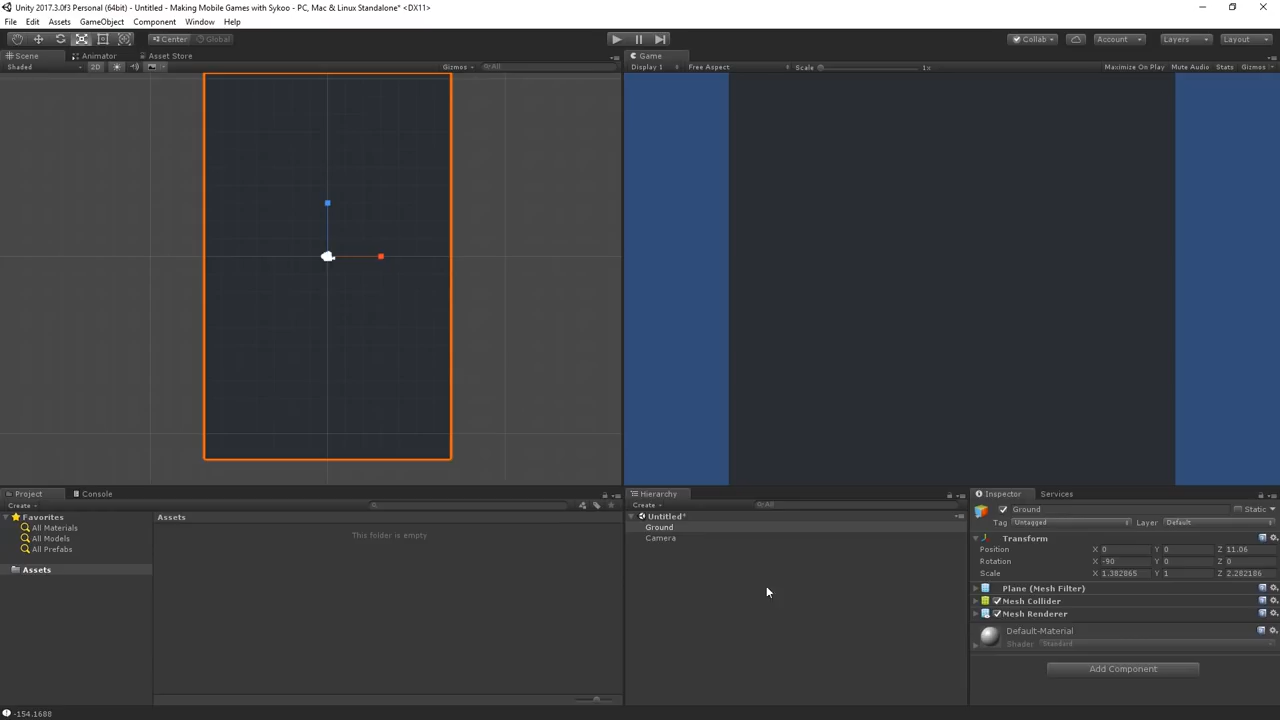 Unity 2017.3.0f3 Personal (64bit) - Untitled - Making Mobile Games with Sykoo - PC, Mac & Linux Standalone* <DX11>
File Edit Assets GameObject Component Window Help
Center Global Collab Account Layers Layout
Scene Animator Asset Store Game
Shaded 2D Gizmos All Display 1 Free Aspect Scale 1x Maximize On Play Mute Audio Stats Gizmos
Project Console Hierarchy Inspector Services
Create Create All
Favorites
All Materials
All Models
All Prefabs
Assets
Assets
This folder is empty
Untitled*
Ground
Camera
Ground Static
Tag Untagged Layer Default
Transform
Position X 0 Y 0 Z 11.06
Rotation X -90 Y 0 Z 0
Scale X 1.382865 Y 1 Z 2.282186
Plane (Mesh Filter)
Mesh Collider
Mesh Renderer
Default-Material
Shader Standard
Add Component
-154.1688